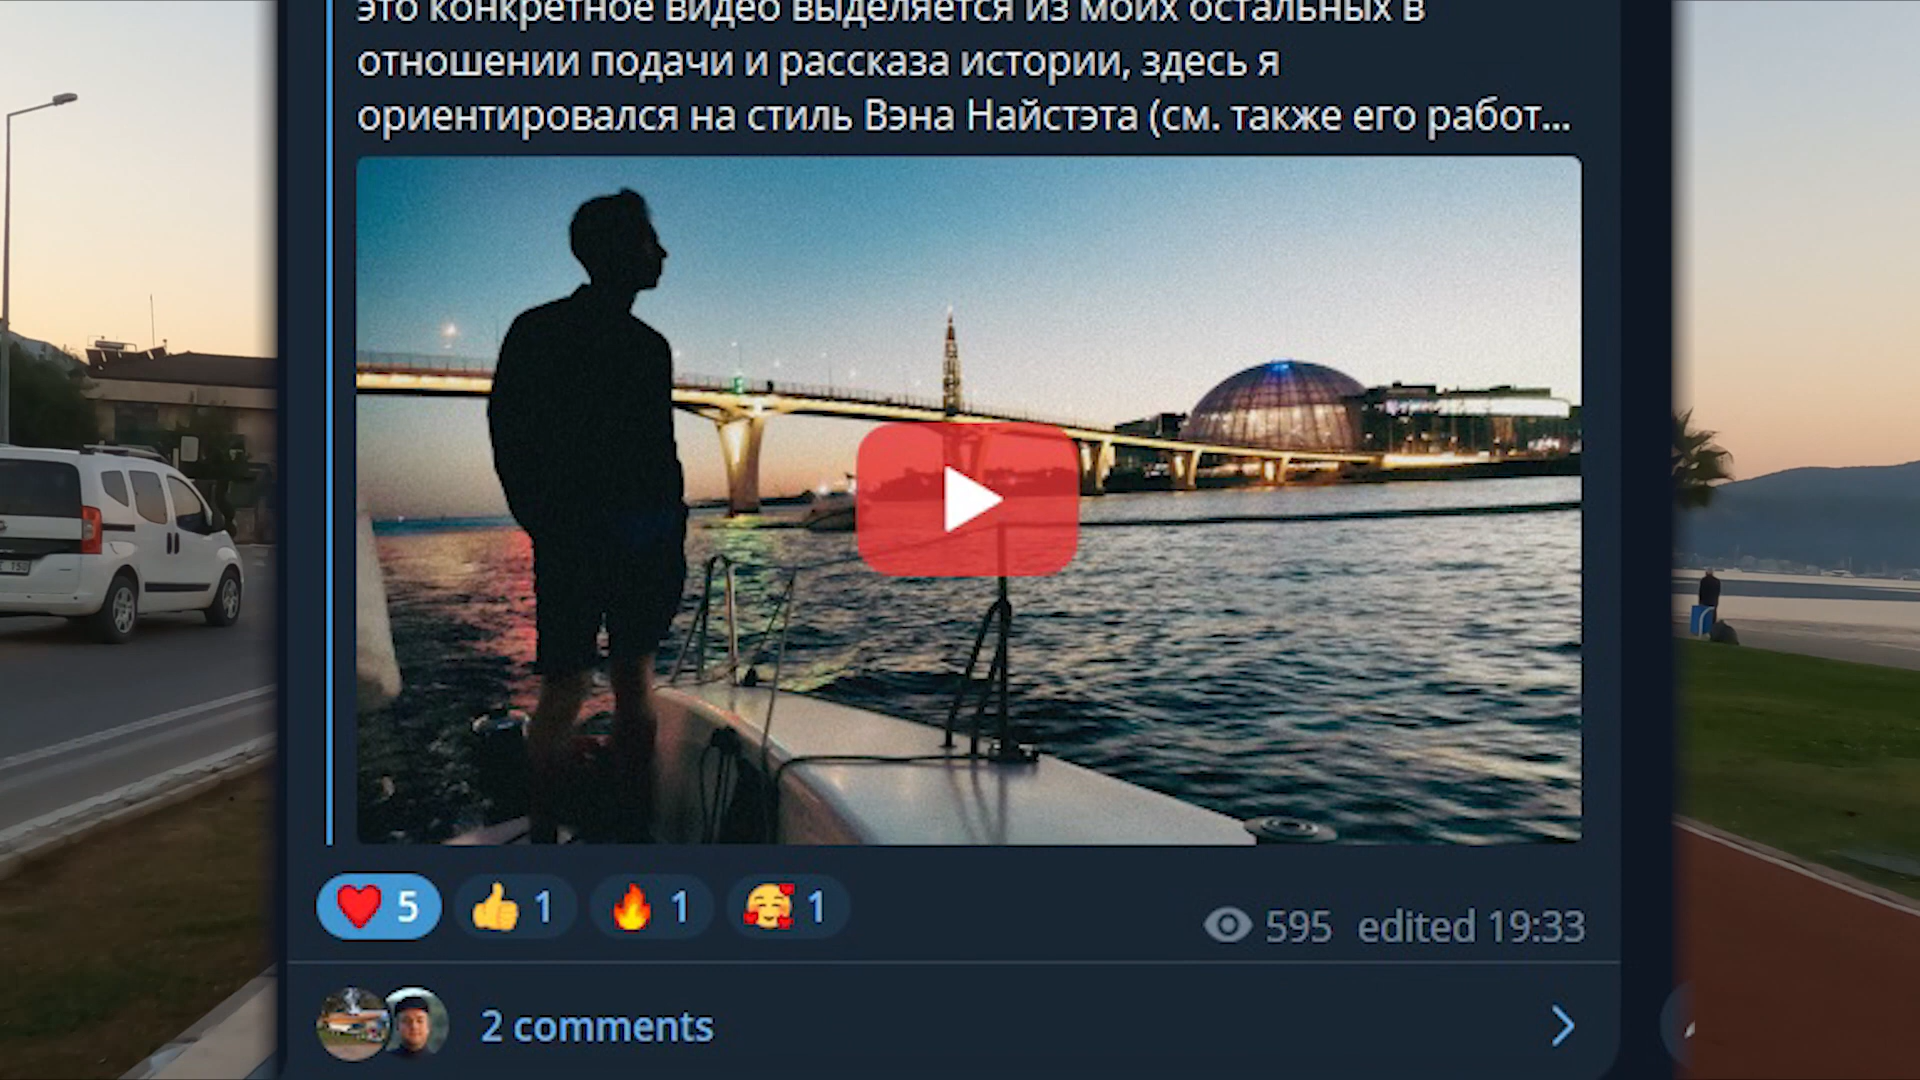 это конкретное видео выделяется из моих остальных в
отношении подачи и рассказа истории, здесь я
ориентировался на стиль Вэна Найстэта (см. также его работ...
5 1 1 1
595 edited 19:33
2 comments